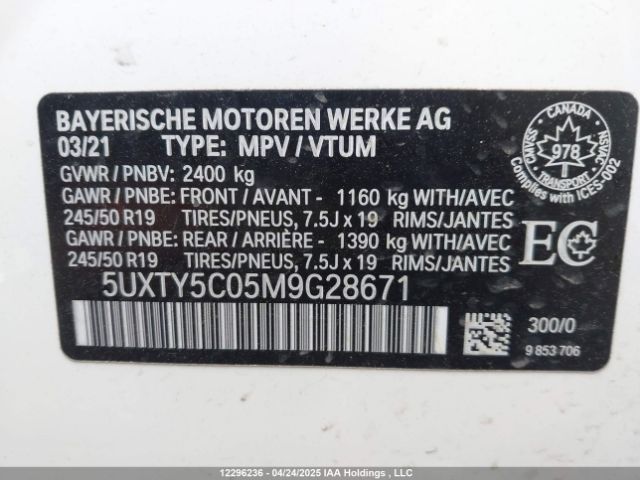 BAYERISCHE MOTOREN WERKE AG
03/21 TYPE: MPV / VTUM
GVWR / PNBV: 2400 kg
GAWR / PNBE: FRONT / AVANT - 1160 kg WITH/AVEC
245/50 R19 TIRES/PNEUS, 7.5J x 19 RIMS/JANTES
GAWR / PNBE: REAR / ARRIÈRE - 1390 kg WITH/AVEC
245/50 R19 TIRES/PNEUS, 7.5J x 19 RIMS/JANTES
5UXTY5C05M9G28671
CANADA
CMVSS
NSVAC
978
TRANSPORT
ICES-002
EC
300/0
9 853 706
12296236 - 04/24/2025 IAA Holdings , LLC